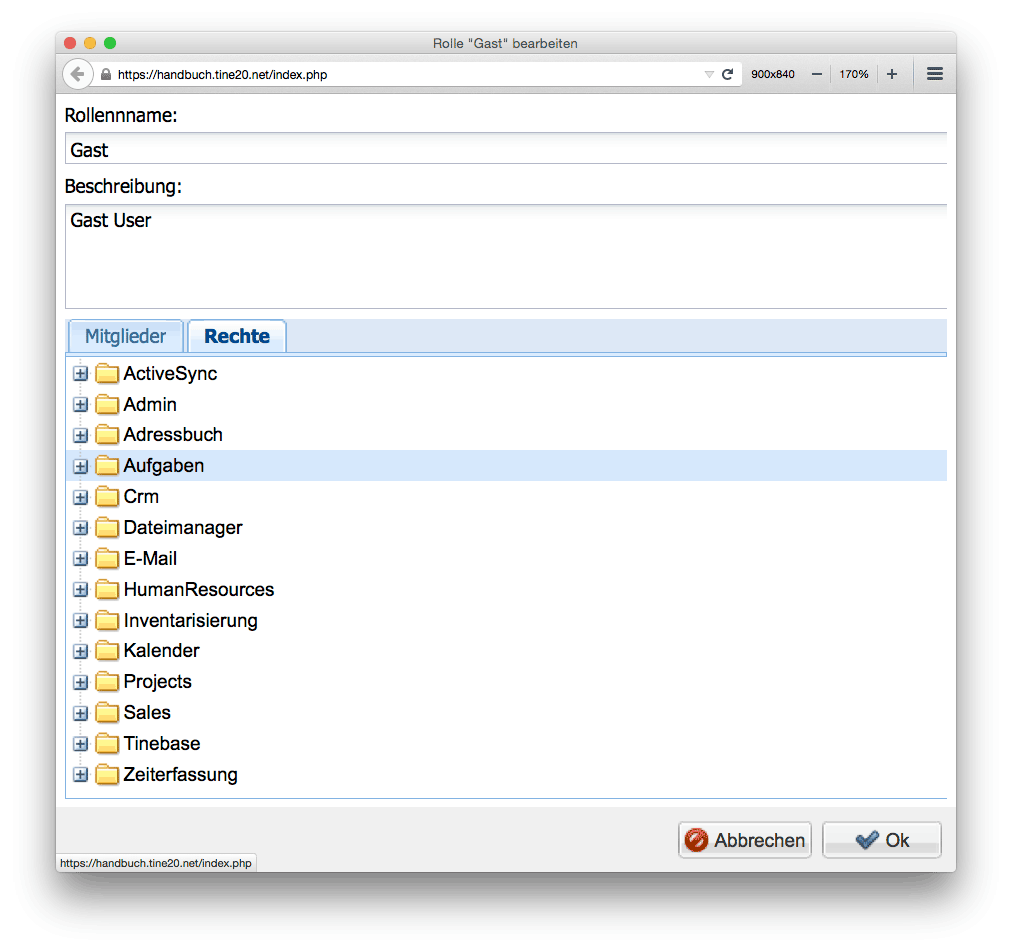 Rolle "Gast" bearbeiten
https://handbuch.tine20.net/index.php 900x840 170%
Rollennname:
Gast
Beschreibung:
Gast User
Mitglieder Rechte
ActiveSync
Admin
Adressbuch
Aufgaben
Crm
Dateimanager
E-Mail
HumanResources
Inventarisierung
Kalender
Projects
Sales
Tinebase
Zeiterfassung
Abbrechen Ok
https://handbuch.tine20.net/index.php